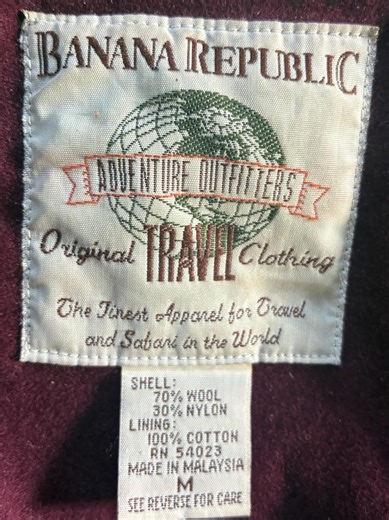 BANANA REPUBLIC
ADVENTURE OUTFITTERS
Original TRAVEL Clothing
The Finest Apparel for Travel
and Safari in the World
SHELL:
70% WOOL
30% NYLON
LINING:
100% COTTON
RN 54023
MADE IN MALAYSIA
M
SEE REVERSE FOR CARE